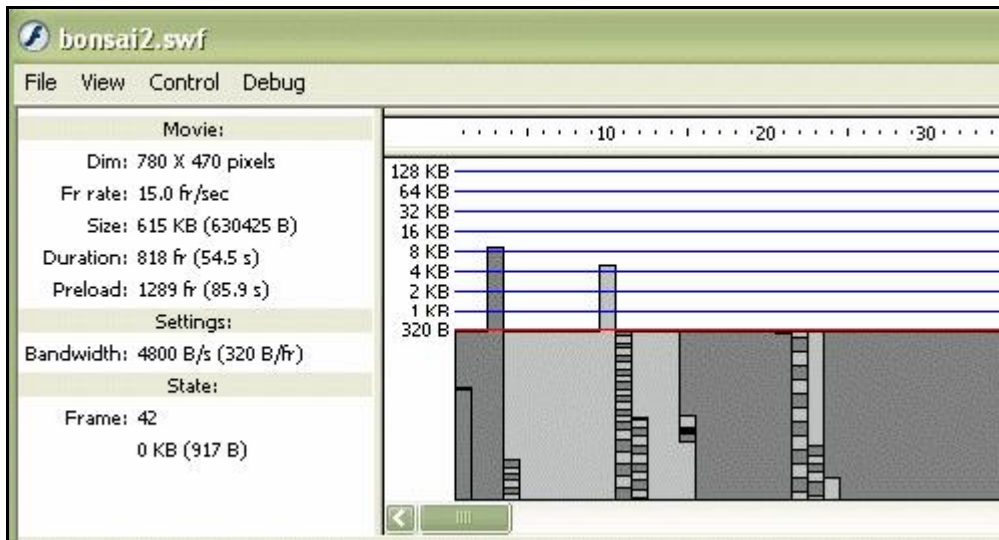 bonsai2.swf
File View Control Debug
Movie:
Dim: 780 X 470 pixels
Fr rate: 15.0 fr/sec
Size: 615 KB (630425 B)
Duration: 818 fr (54.5 s)
Preload: 1289 fr (85.9 s)
Settings:
Bandwidth: 4800 B/s (320 B/fr)
State:
Frame: 42
0 KB (917 B)
10 20 30
128 KB
64 KB
32 KB
16 KB
8 KB
4 KB
2 KB
1 KB
320 B